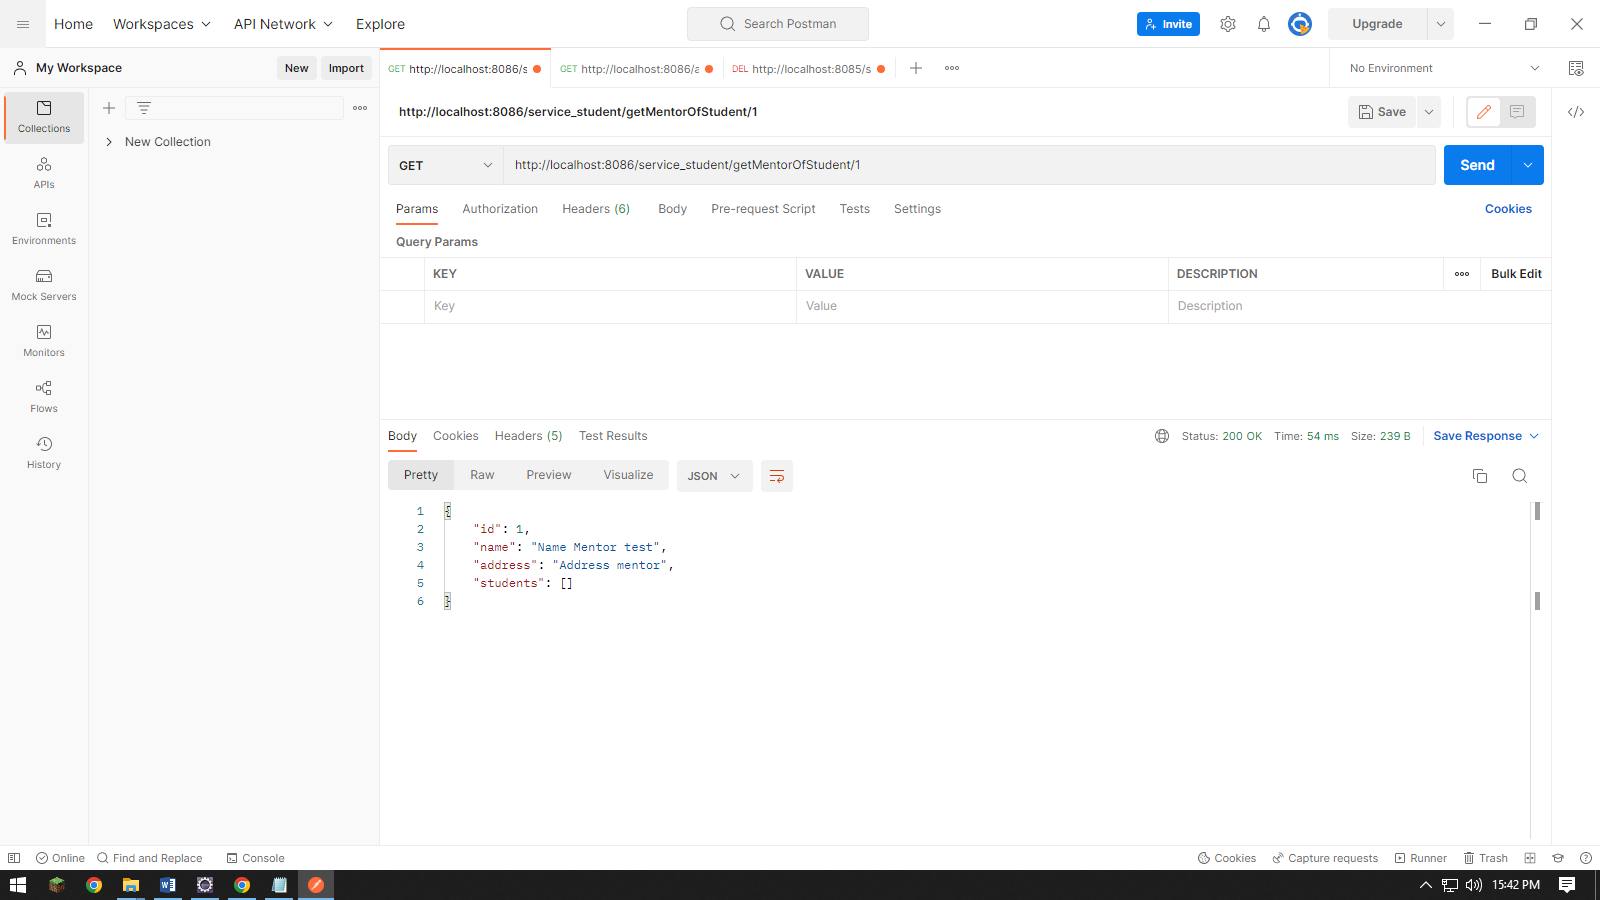 Home Workspaces API Network Explore Search Postman Invite Upgrade
My Workspace New Import GET http://localhost:8086/s GET http://localhost:8086/a DEL http://localhost:8085/s No Environment
Collections
New Collection
APIs
Environments
Mock Servers
Monitors
Flows
History
http://localhost:8086/service_student/getMentorOfStudent/1 Save
GET http://localhost:8086/service_student/getMentorOfStudent/1 Send
Params Authorization Headers (6) Body Pre-request Script Tests Settings Cookies
Query Params
KEY VALUE DESCRIPTION Bulk Edit
Key Value Description
Body Cookies Headers (5) Test Results Status: 200 OK Time: 54 ms Size: 239 B Save Response
Pretty Raw Preview Visualize JSON
1 {
2 "id": 1,
3 "name": "Name Mentor test",
4 "address": "Address mentor",
5 "students": []
6 }
Online Find and Replace Console Cookies Capture requests Runner Trash
15:42 PM